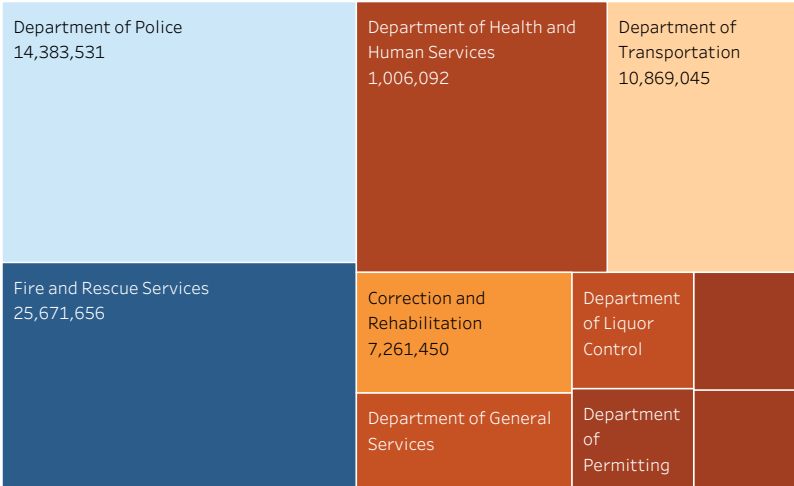 Department of Police
14,383,531
Department of Health and
Human Services
1,006,092
Department of
Transportation
10,869,045
Fire and Rescue Services
25,671,656
Correction and
Rehabilitation
7,261,450
Department
of Liquor
Control
Department of General
Services
Department
of
Permitting